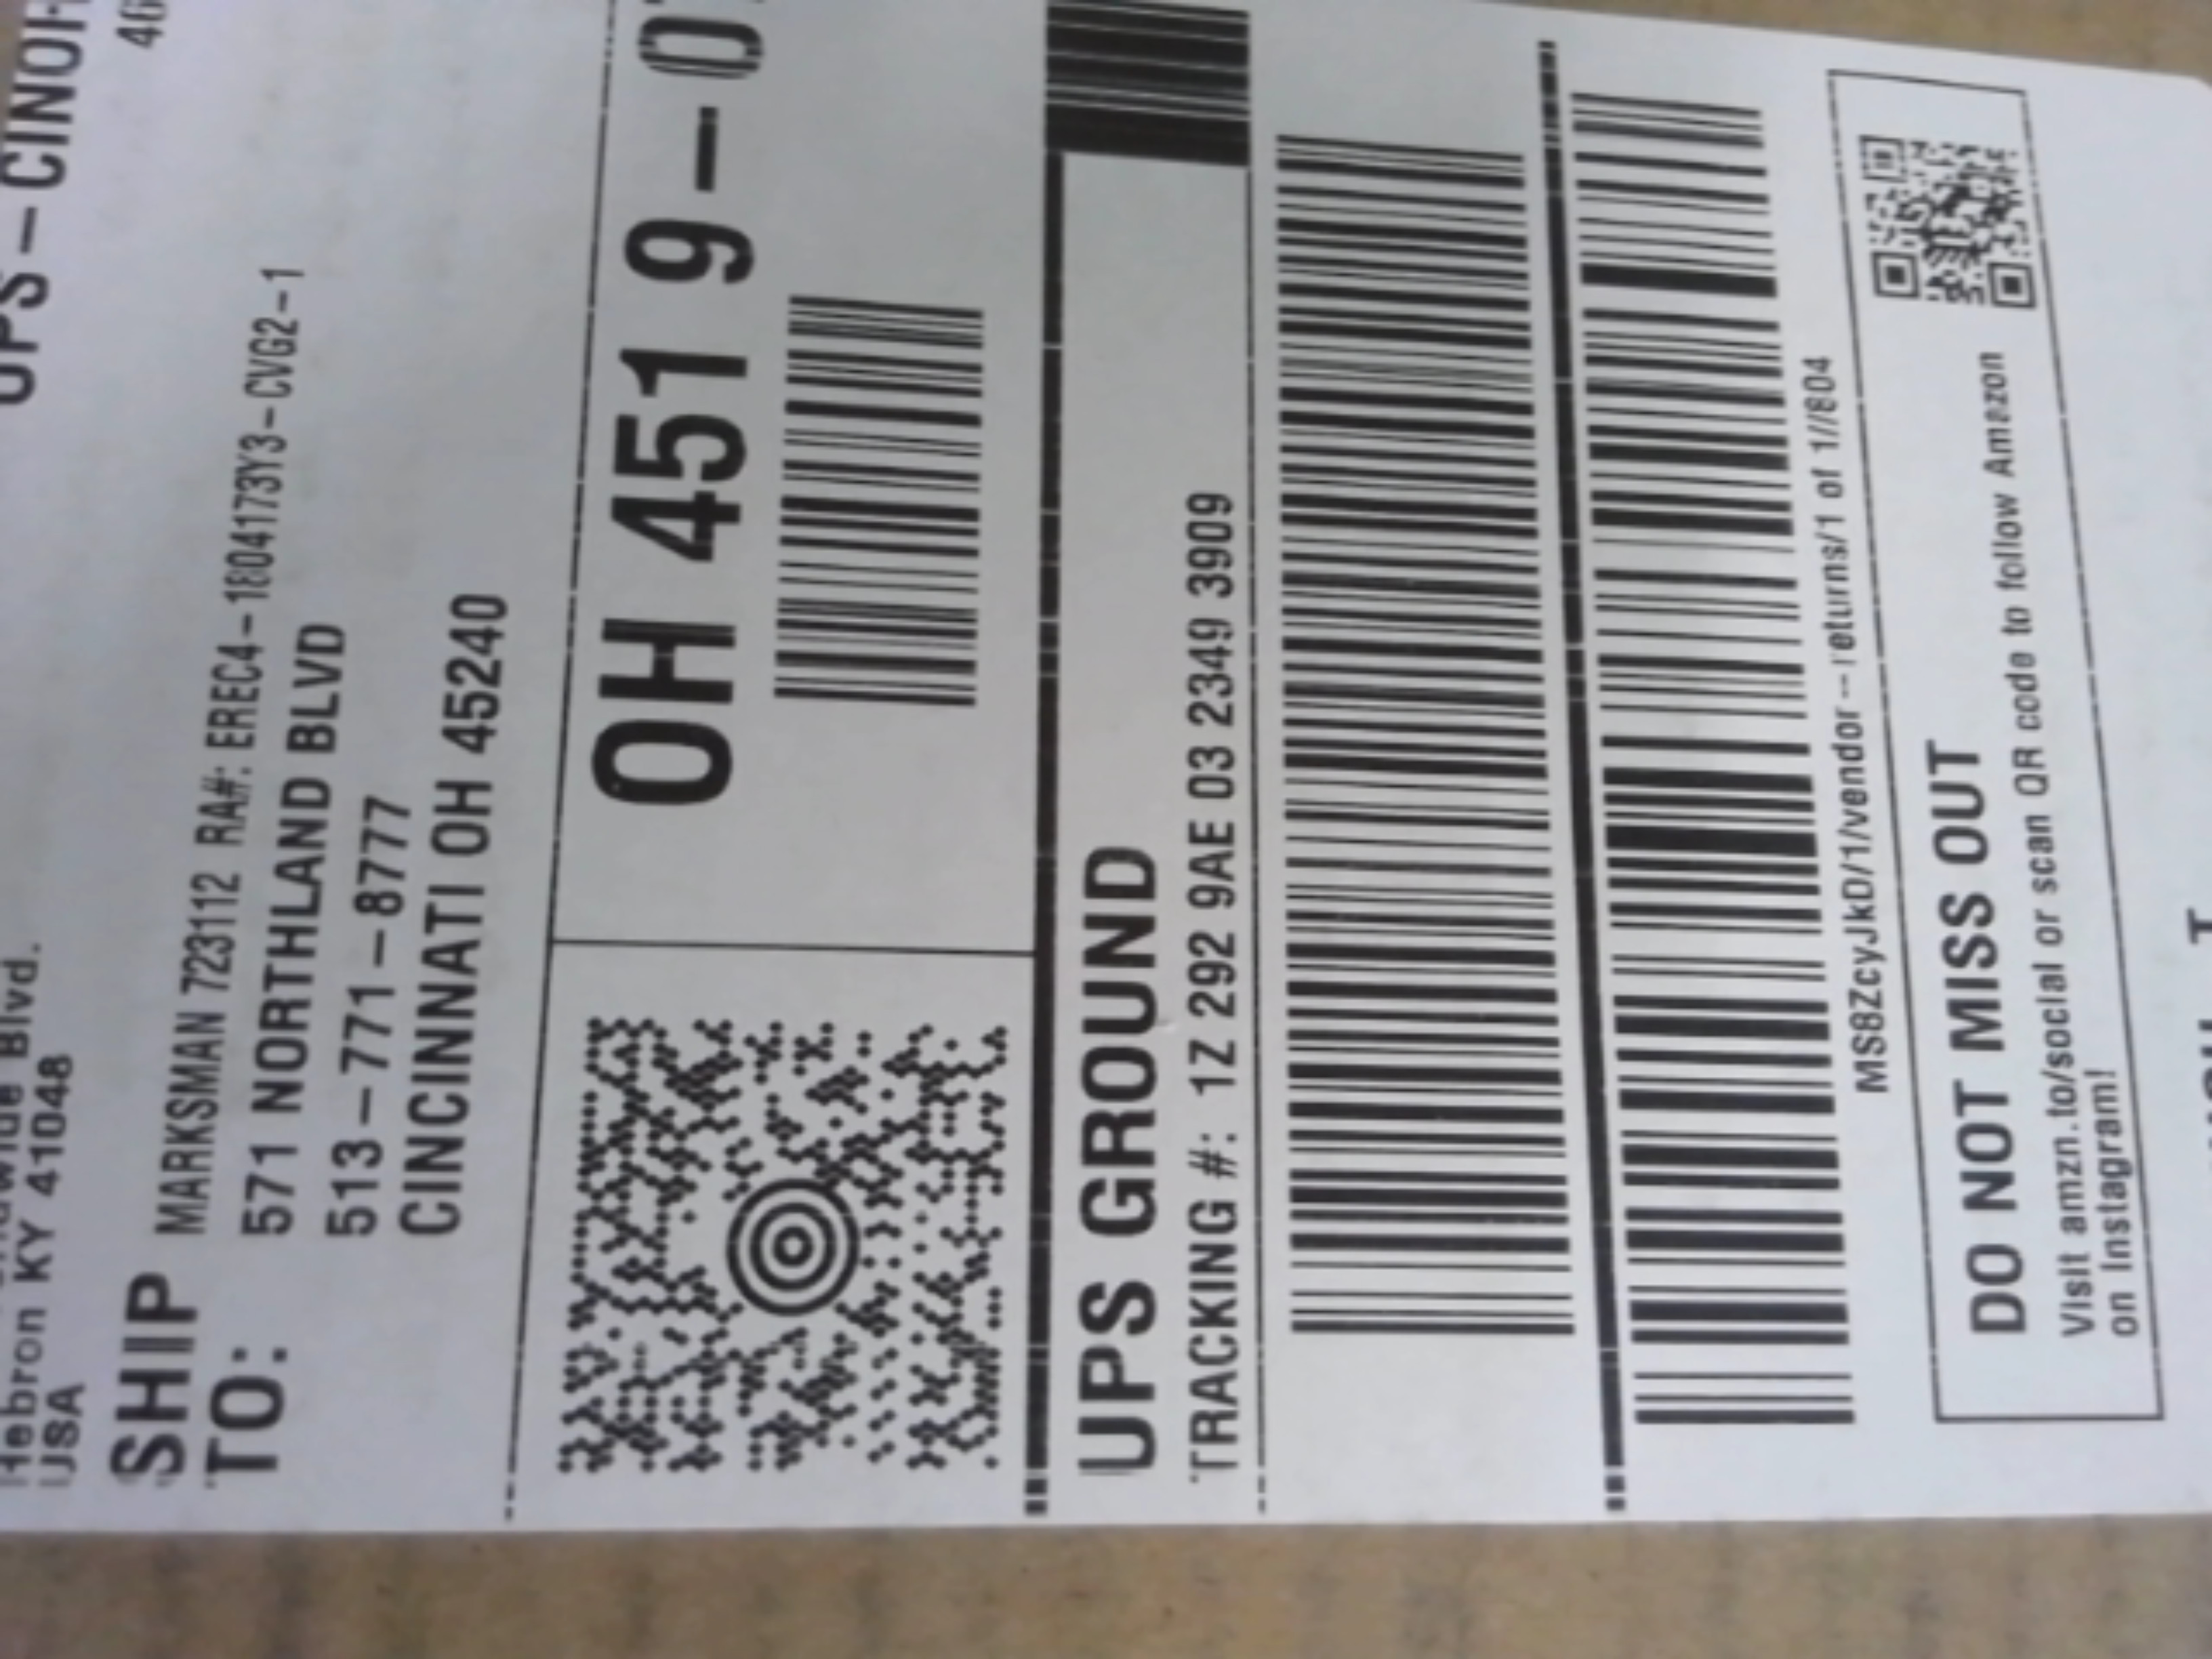 UPS-CINOH
46
Blvd.
Hebron KY 41048
USA
SHIP
TO:
MARKSMAN 723112 RA#: EREC4-1804173Y3-CVG2-1
571 NORTHLAND BLVD
513-771-8777
CINCINNATI OH 45240
OH 451 9-0
UPS GROUND
TRACKING #: 1Z 292 9AE 03 2349 3909
MS8ZcyJkD/1/vendor--returns/1 of 1//804
DO NOT MISS OUT
Visit amzn.to/social or scan QR code to follow Amazon
on Instagram!